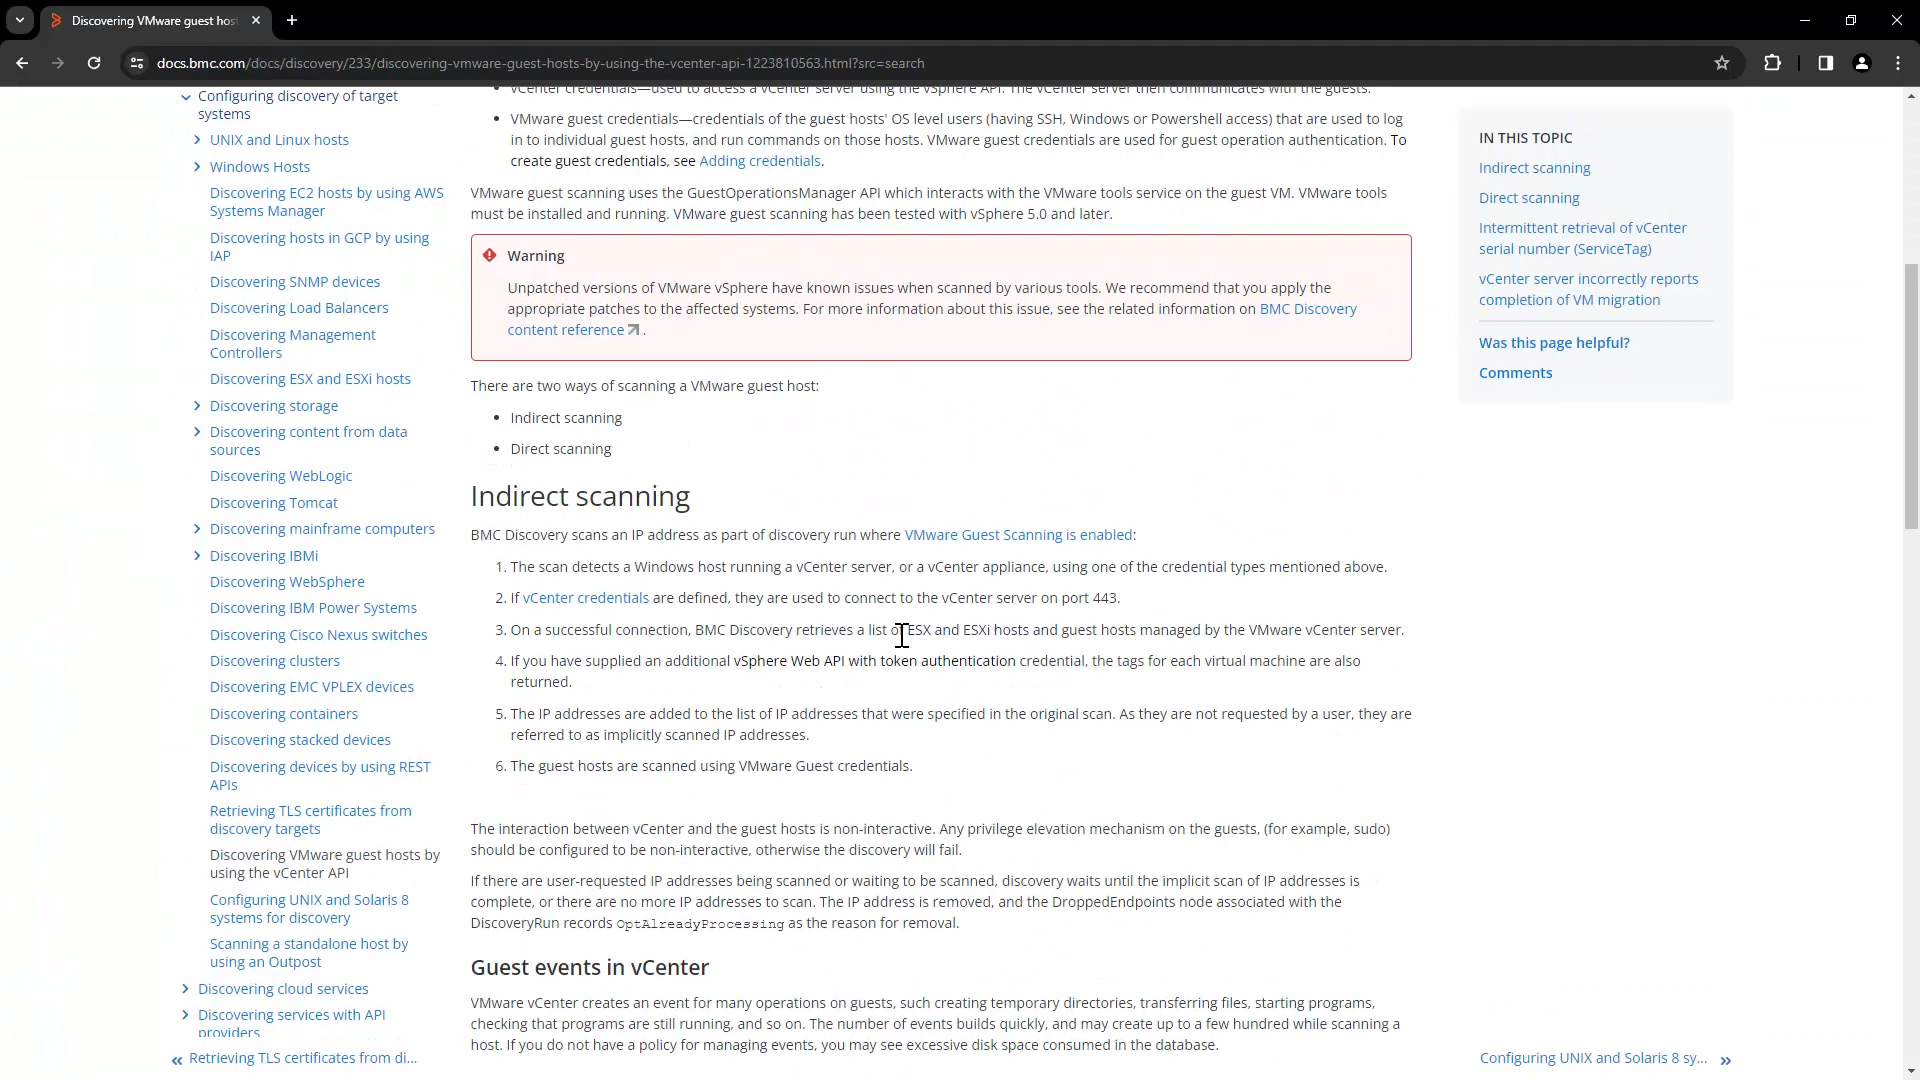 Discovering VMware guest hos
docs.bmc.com/docs/discovery/233/discovering-vmware-guest-hosts-by-using-the-vcenter-api-1223810563.html?src=search
Configuring discovery of target
systems
UNIX and Linux hosts
Windows Hosts
Discovering EC2 hosts by using AWS
Systems Manager
Discovering hosts in GCP by using
IAP
Discovering SNMP devices
Discovering Load Balancers
Discovering Management
Controllers
Discovering ESX and ESXi hosts
Discovering storage
Discovering content from data
sources
Discovering WebLogic
Discovering Tomcat
Discovering mainframe computers
Discovering IBMi
Discovering WebSphere
Discovering IBM Power Systems
Discovering Cisco Nexus switches
Discovering clusters
Discovering EMC VPLEX devices
Discovering containers
Discovering stacked devices
Discovering devices by using REST
APIs
Retrieving TLS certificates from
discovery targets
Discovering VMware guest hosts by
using the vCenter API
Configuring UNIX and Solaris 8
systems for discovery
Scanning a standalone host by
using an Outpost
Discovering cloud services
Discovering services with API
providers
« Retrieving TLS certificates from di...
• vCenter credentials—used to access a vCenter server using the vSphere API. The vCenter server then communicates with the guests.
• VMware guest credentials—credentials of the guest hosts' OS level users (having SSH, Windows or Powershell access) that are used to log
in to individual guest hosts, and run commands on those hosts. VMware guest credentials are used for guest operation authentication. To
create guest credentials, see Adding credentials.
VMware guest scanning uses the GuestOperationsManager API which interacts with the VMware tools service on the guest VM. VMware tools
must be installed and running. VMware guest scanning has been tested with vSphere 5.0 and later.
Warning
Unpatched versions of VMware vSphere have known issues when scanned by various tools. We recommend that you apply the
appropriate patches to the affected systems. For more information about this issue, see the related information on BMC Discovery
content reference .
There are two ways of scanning a VMware guest host:
• Indirect scanning
• Direct scanning
Indirect scanning
BMC Discovery scans an IP address as part of discovery run where VMware Guest Scanning is enabled:
1. The scan detects a Windows host running a vCenter server, or a vCenter appliance, using one of the credential types mentioned above.
2. If vCenter credentials are defined, they are used to connect to the vCenter server on port 443.
3. On a successful connection, BMC Discovery retrieves a list of ESX and ESXi hosts and guest hosts managed by the VMware vCenter server.
4. If you have supplied an additional vSphere Web API with token authentication credential, the tags for each virtual machine are also
returned.
5. The IP addresses are added to the list of IP addresses that were specified in the original scan. As they are not requested by a user, they are
referred to as implicitly scanned IP addresses.
6. The guest hosts are scanned using VMware Guest credentials.
The interaction between vCenter and the guest hosts is non-interactive. Any privilege elevation mechanism on the guests, (for example, sudo)
should be configured to be non-interactive, otherwise the discovery will fail.
If there are user-requested IP addresses being scanned or waiting to be scanned, discovery waits until the implicit scan of IP addresses is
complete, or there are no more IP addresses to scan. The IP address is removed, and the DroppedEndpoints node associated with the
DiscoveryRun records OptAlreadyProcessing as the reason for removal.
Guest events in vCenter
VMware vCenter creates an event for many operations on guests, such creating temporary directories, transferring files, starting programs,
checking that programs are still running, and so on. The number of events builds quickly, and may create up to a few hundred while scanning a
host. If you do not have a policy for managing events, you may see excessive disk space consumed in the database.
IN THIS TOPIC
Indirect scanning
Direct scanning
Intermittent retrieval of vCenter
serial number (ServiceTag)
vCenter server incorrectly reports
completion of VM migration
Was this page helpful?
Comments
Configuring UNIX and Solaris 8 sy... »